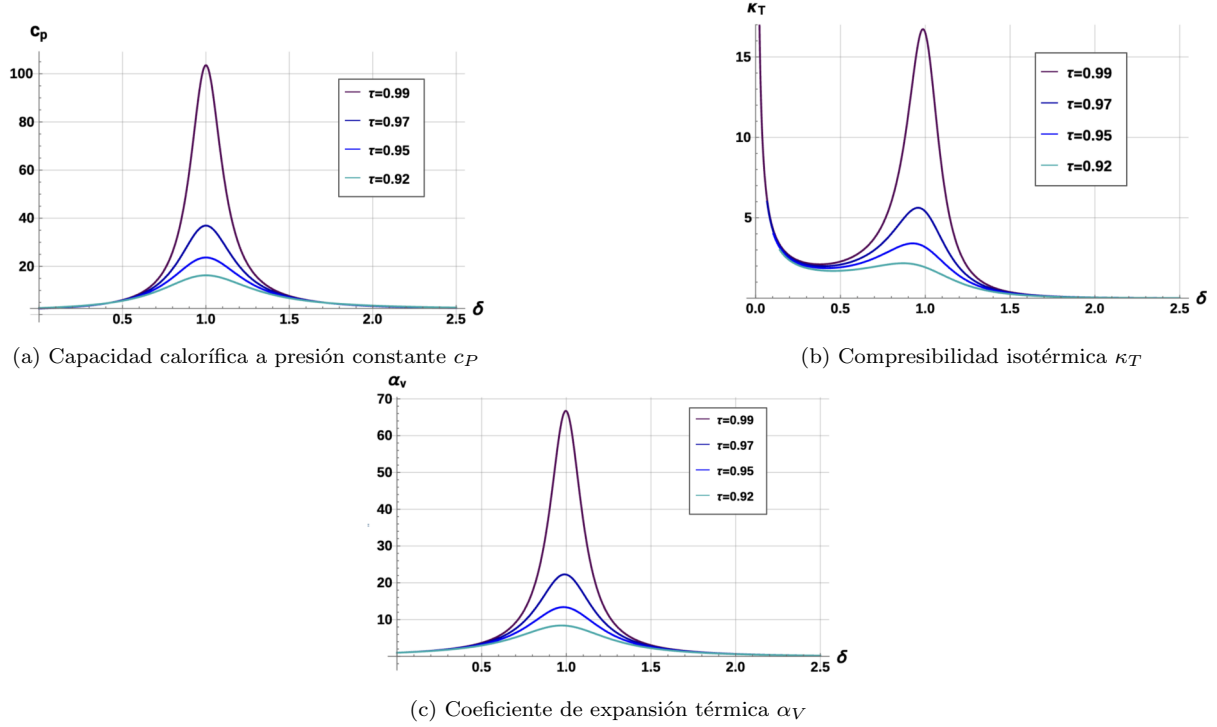 c_p
100
80
60
40
20
0.5 1.0 1.5 2.0 2.5 δ
τ=0.99
τ=0.97
τ=0.95
τ=0.92
(a) Capacidad calorífica a presión constante c_P
κ_T
15
10
5
0.0 0.5 1.0 1.5 2.0 2.5 δ
τ=0.99
τ=0.97
τ=0.95
τ=0.92
(b) Compresibilidad isotérmica κ_T
α_v
70
60
50
40
30
20
10
0.5 1.0 1.5 2.0 2.5 δ
τ=0.99
τ=0.97
τ=0.95
τ=0.92
(c) Coeficiente de expansión térmica α_V